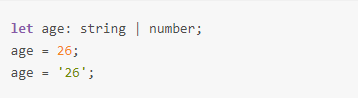 let age: string | number;
age = 26;
age = '26';